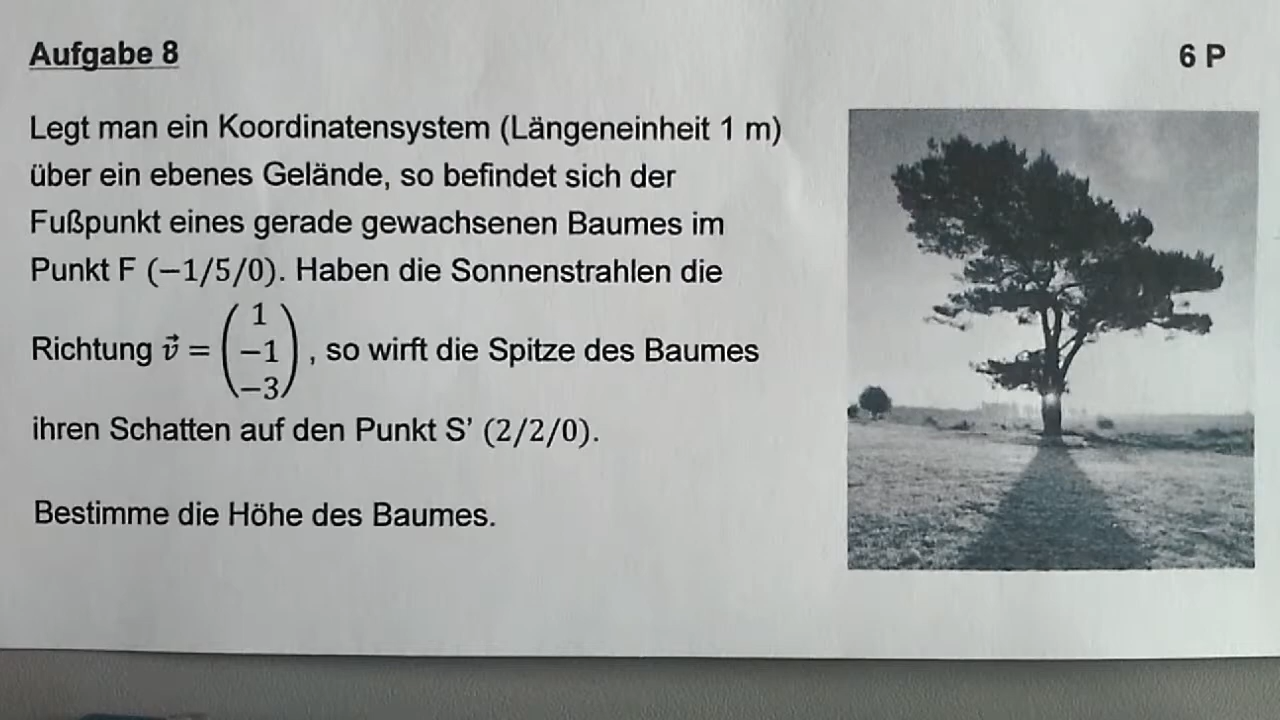 Aufgabe 8
6 P
Legt man ein Koordinatensystem (Längeneinheit 1 m)
über ein ebenes Gelände, so befindet sich der
Fußpunkt eines gerade gewachsenen Baumes im
Punkt F (−1/5/0). Haben die Sonnenstrahlen die
Richtung v⃗ = (1 −1 −3) , so wirft die Spitze des Baumes
ihren Schatten auf den Punkt S’ (2/2/0).
Bestimme die Höhe des Baumes.